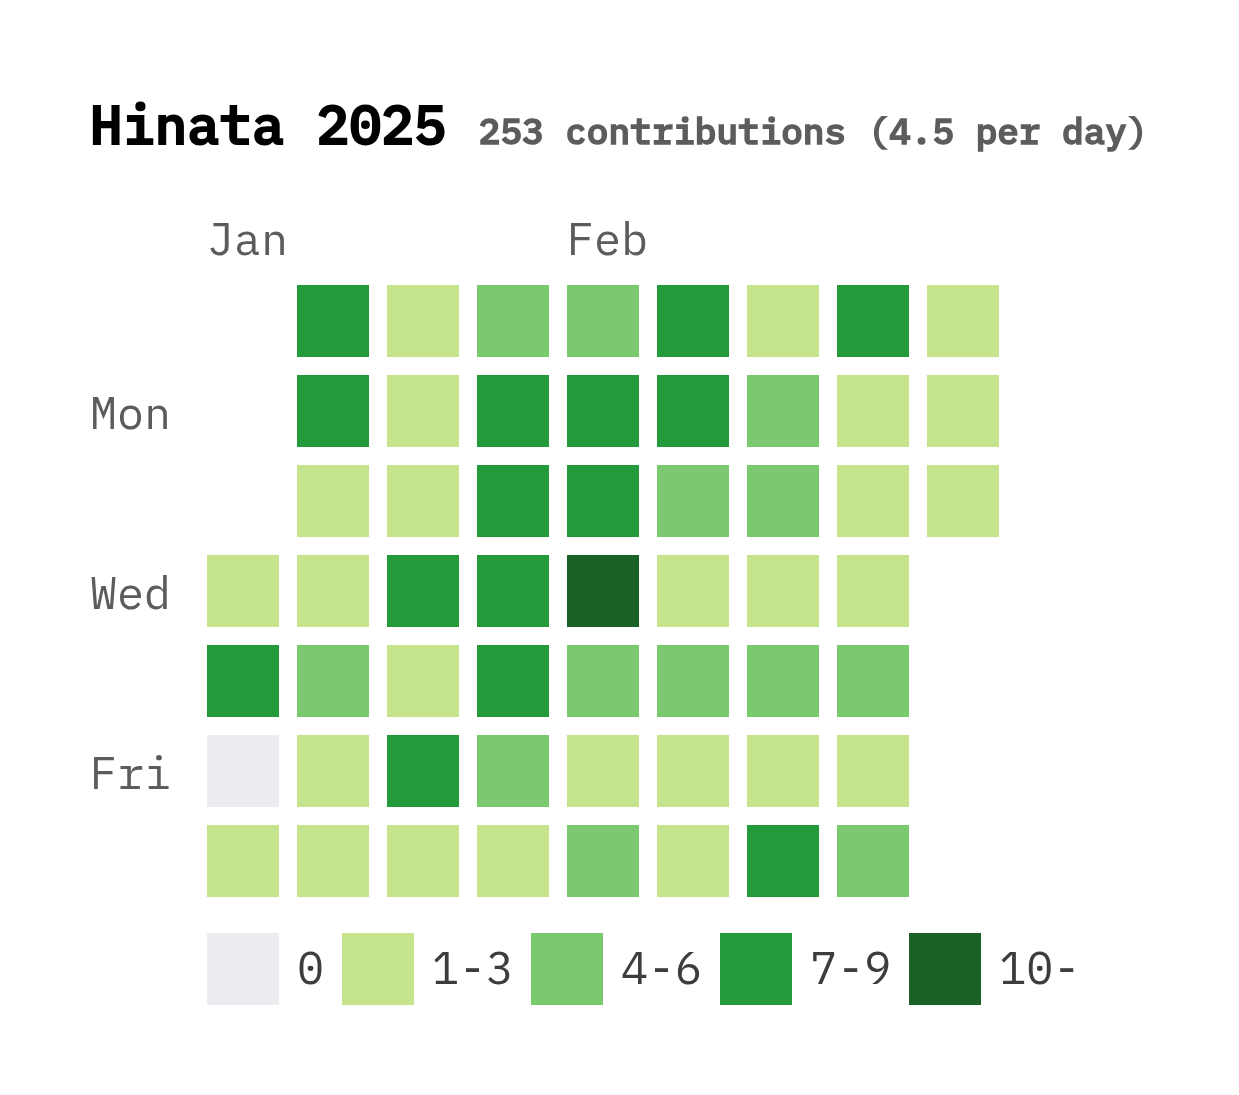 Hinata 2025 253 contributions (4.5 per day)
Jan Feb
Mon
Wed
Fri
0 1-3 4-6 7-9 10-